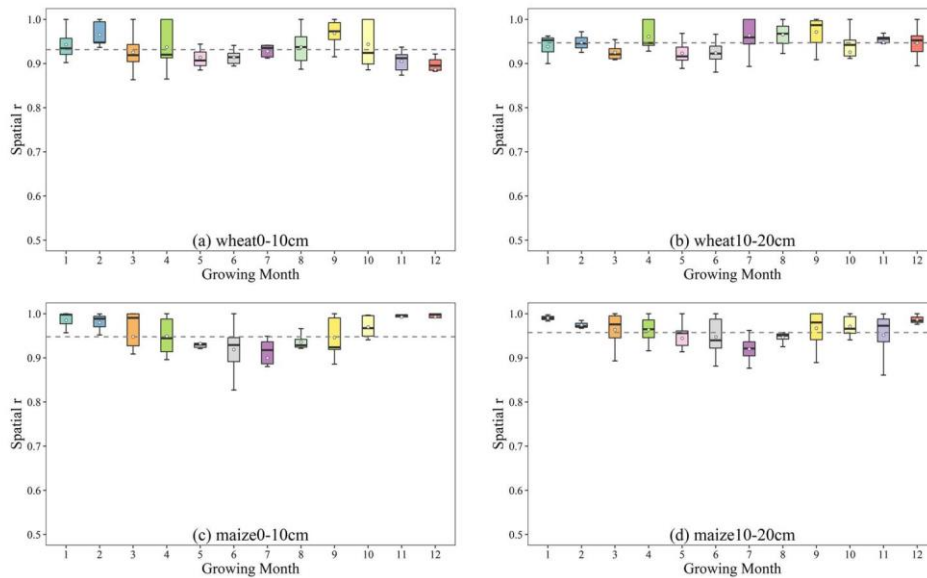 1.0
0.9
0.8
0.7
0.6
0.5
Spatial r
(a) wheat0-10cm
1 2 3 4 5 6 7 8 9 10 11 12
Growing Month
1.0
0.9
0.8
0.7
0.6
0.5
Spatial r
(b) wheat10-20cm
1 2 3 4 5 6 7 8 9 10 11 12
Growing Month
1.0
0.9
0.8
0.7
0.6
0.5
Spatial r
(c) maize0-10cm
1 2 3 4 5 6 7 8 9 10 11 12
Growing Month
1.0
0.9
0.8
0.7
0.6
0.5
Spatial r
(d) maize10-20cm
1 2 3 4 5 6 7 8 9 10 11 12
Growing Month